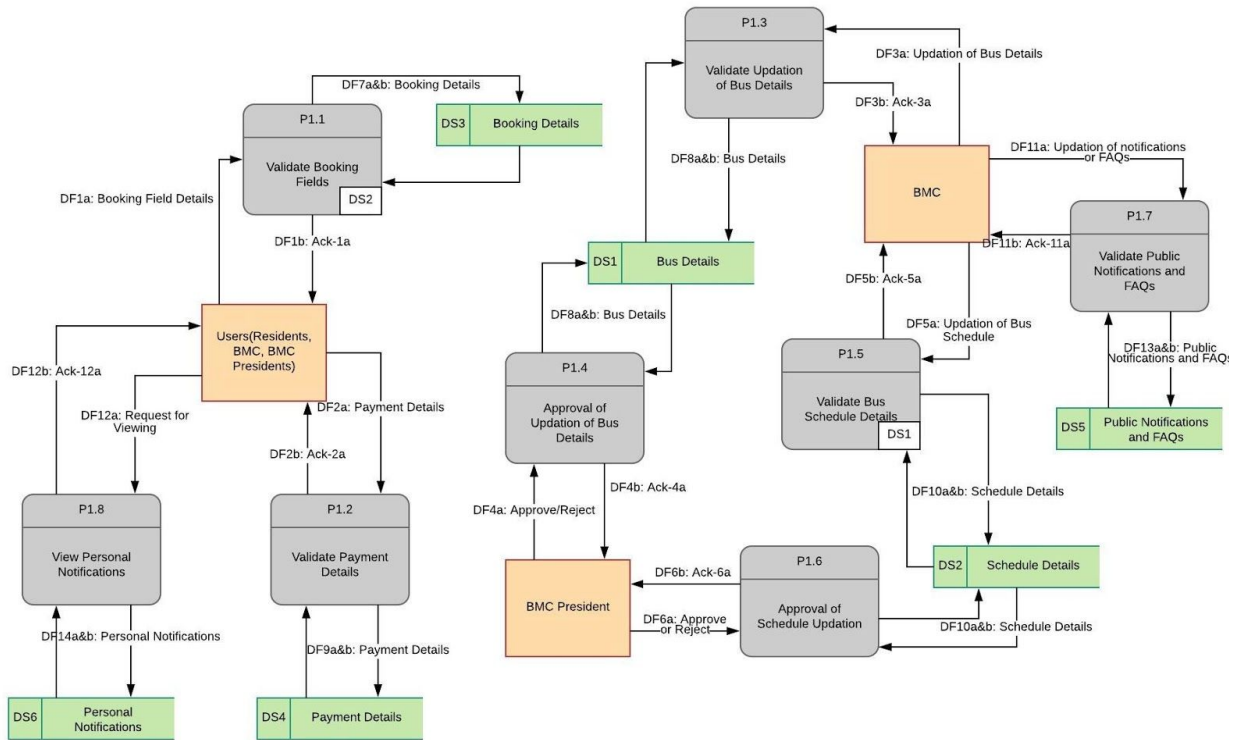 P1.3
Validate Updation
of Bus Details
DF3a: Updation of Bus Details
DF3b: Ack-3a
DF7a&b: Booking Details
P1.1
Validate Booking
Fields
DS2
DS3
Booking Details
DF1a: Booking Field Details
DF1b: Ack-1a
DF8a&b: Bus Details
BMC
DF11a: Updation of notifications
or FAQs
P1.7
Validate Public
Notifications and
FAQs
DF11b: Ack-11a
DS1
Bus Details
DF5b: Ack-5a
DF5a: Updation of Bus
Schedule
DF8a&b: Bus Details
Users(Residents,
BMC, BMC
Presidents)
DF12b: Ack-12a
DF12a: Request for
Viewing
DF2a: Payment Details
DF2b: Ack-2a
P1.4
Approval of
Updation of Bus
Details
P1.5
Validate Bus
Schedule Details
DS1
DF13a&b: Public
Notifications and FAQs
DS5
Public Notifications
and FAQs
DF4a: Approve/Reject
DF4b: Ack-4a
DF10a&b: Schedule Details
P1.8
View Personal
Notifications
P1.2
Validate Payment
Details
BMC President
DF6b: Ack-6a
DF6a: Approve
or Reject
P1.6
Approval of
Schedule Updation
DS2
Schedule Details
DF10a&b: Schedule Details
DF14a&b: Personal Notifications
DF9a&b: Payment Details
DS6
Personal
Notifications
DS4
Payment Details